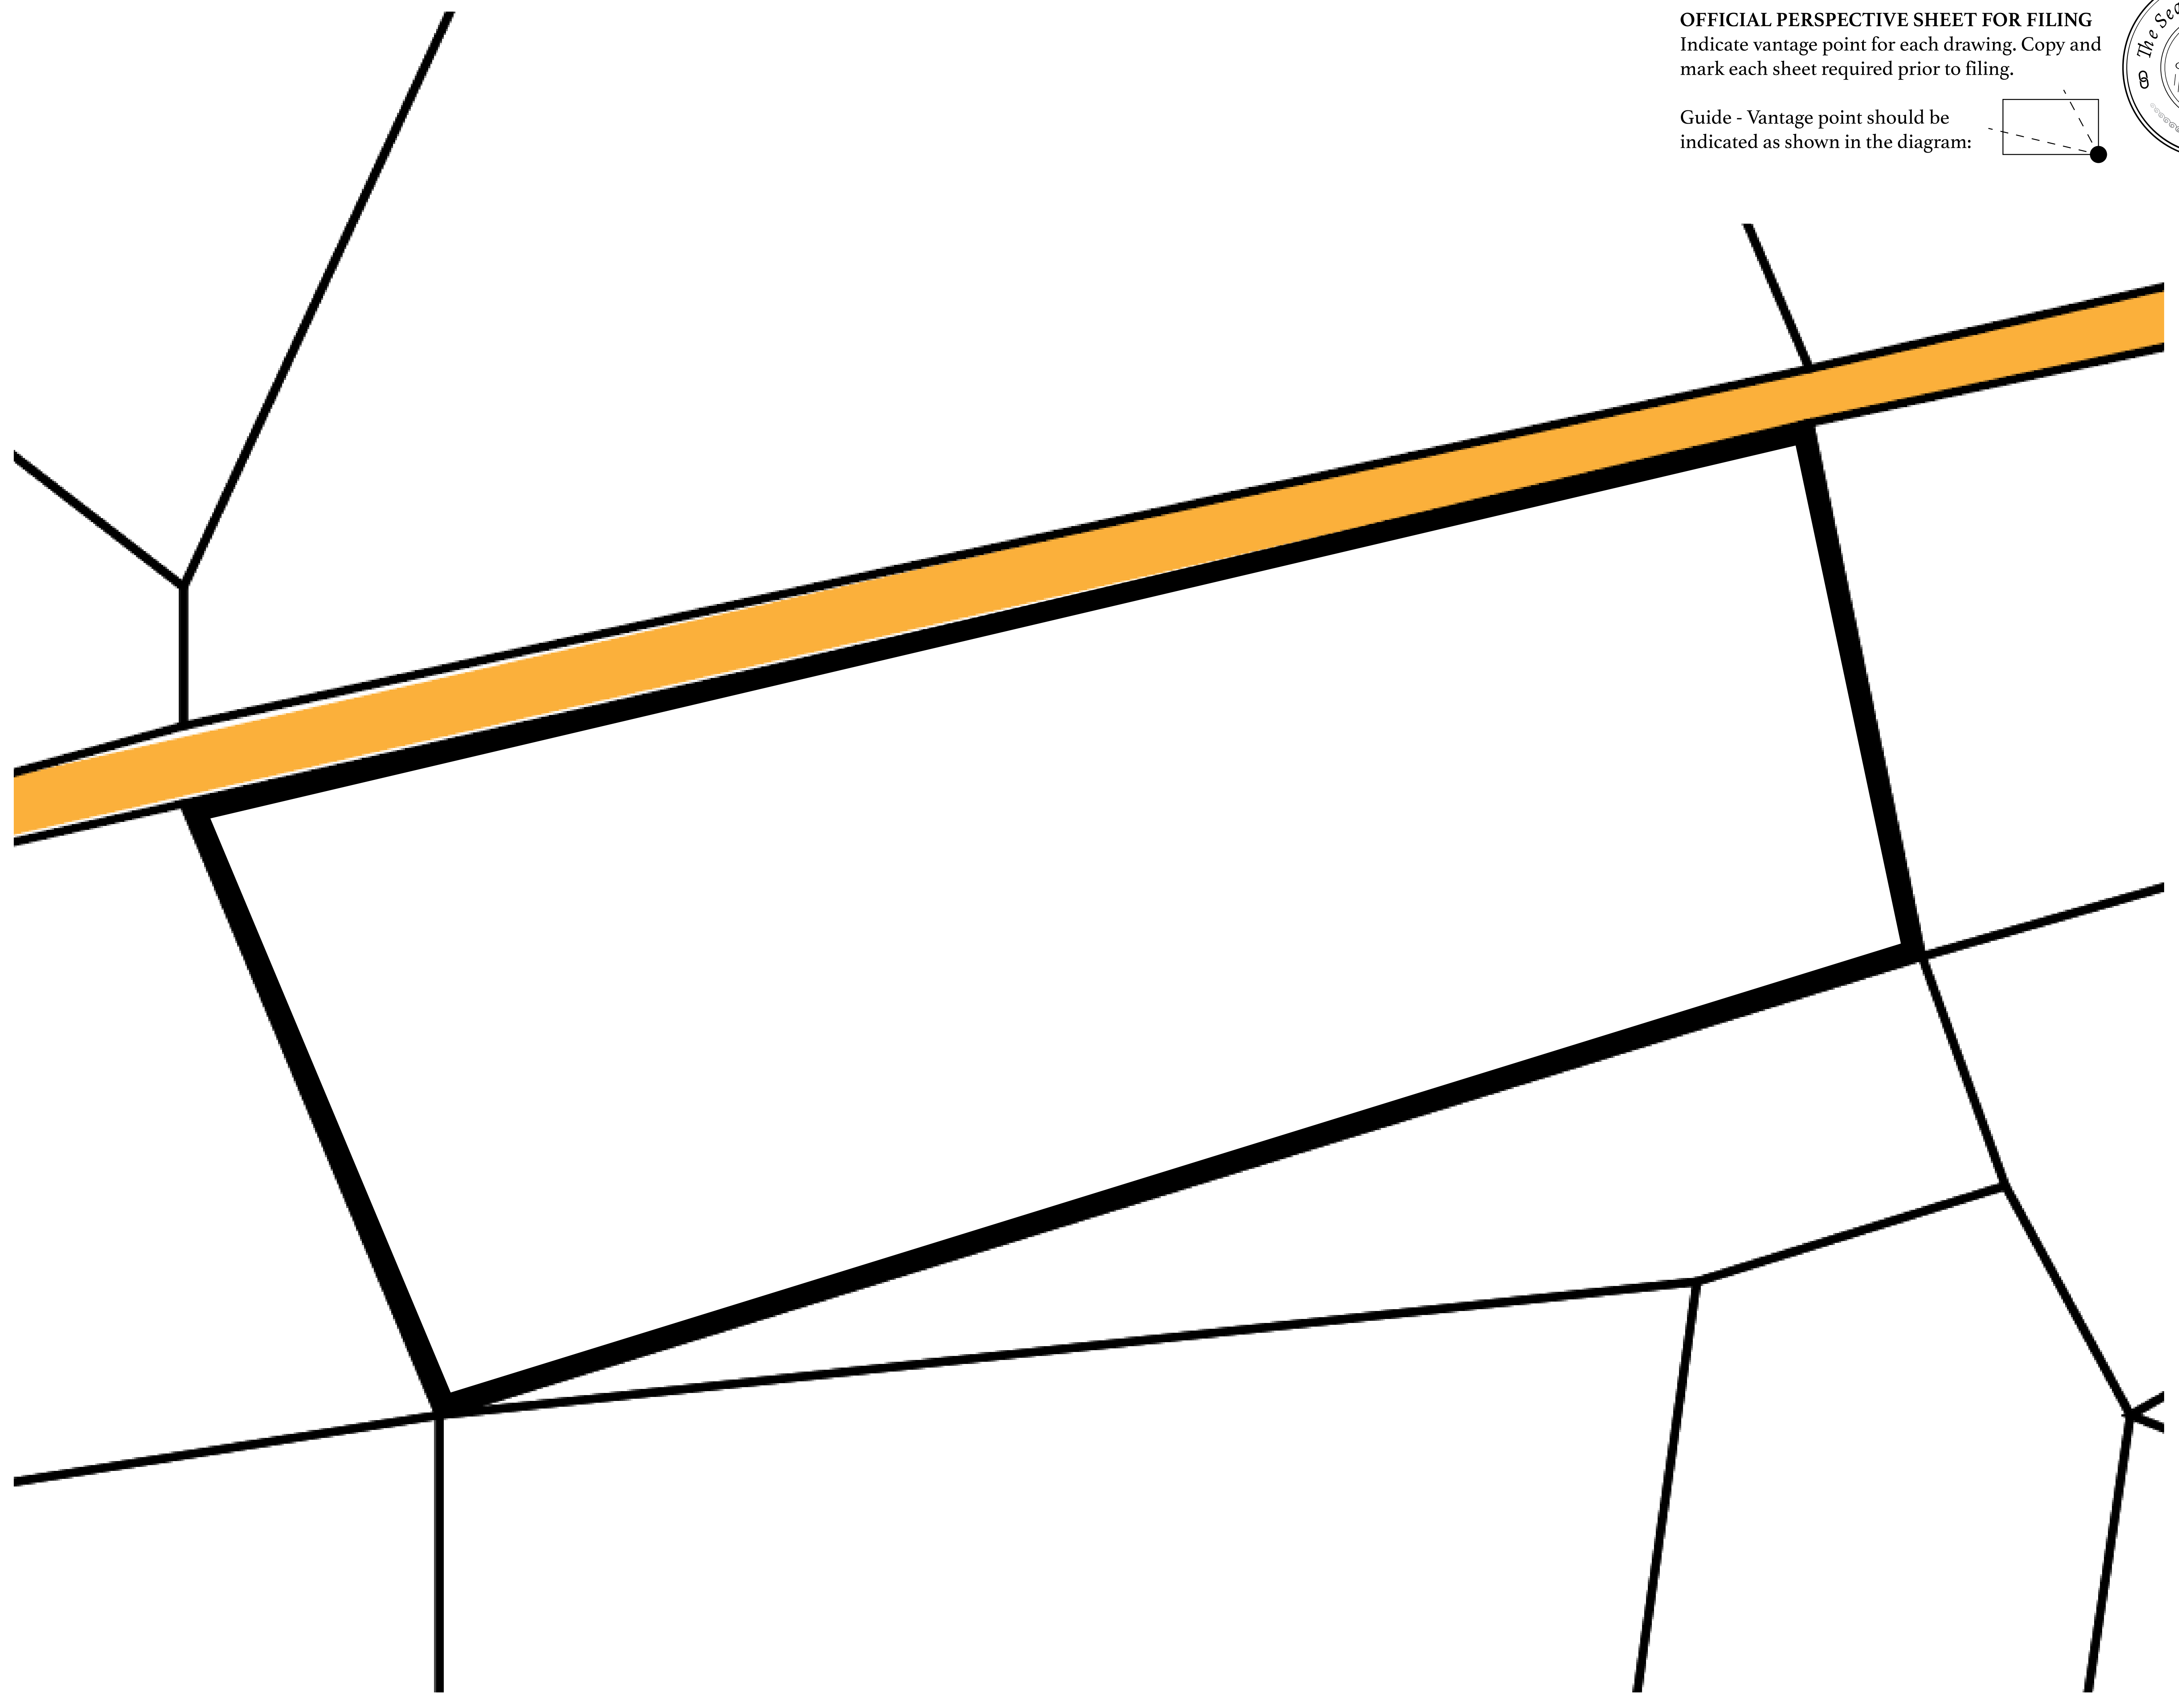 OFFICIAL PERSPECTIVE SHEET FOR FILING
Indicate vantage point for each drawing. Copy and
mark each sheet required prior to filing.
Guide - Vantage point should be
indicated as shown in the diagram:
The